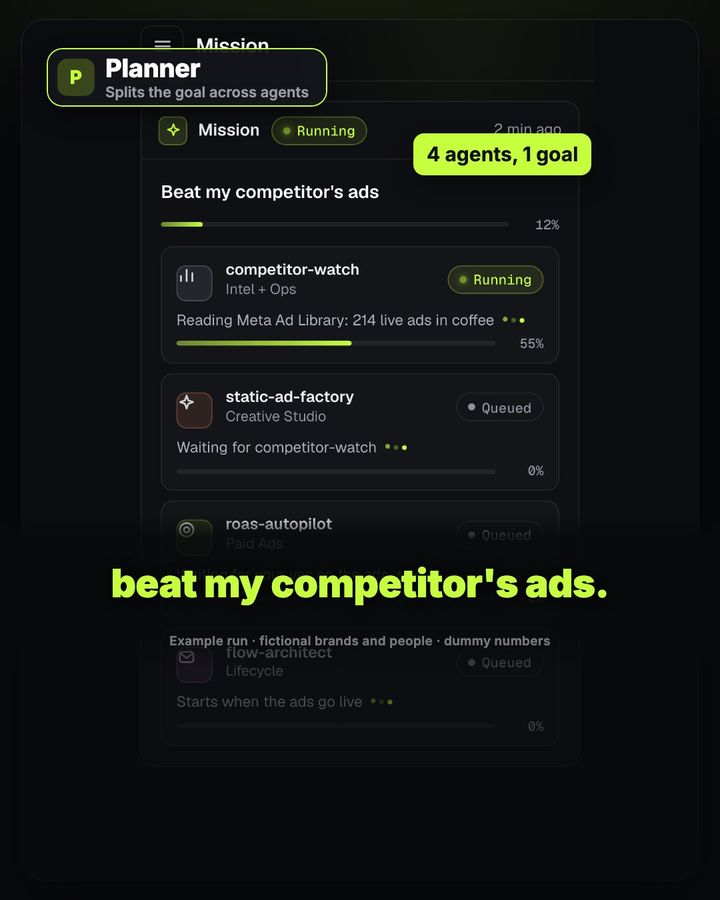 Mission
P
Planner
Splits the goal across agents
Mission
Running
2 min ago
4 agents, 1 goal
Beat my competitor's ads
12%
competitor-watch
Intel + Ops
Running
Reading Meta Ad Library: 214 live ads in coffee
55%
static-ad-factory
Creative Studio
Queued
Waiting for competitor-watch
0%
roas-autopilot
Paid Ads
Queued
beat my competitor's ads.
Example run · fictional brands and people · dummy numbers
flow-architect
Lifecycle
Queued
Starts when the ads go live
0%